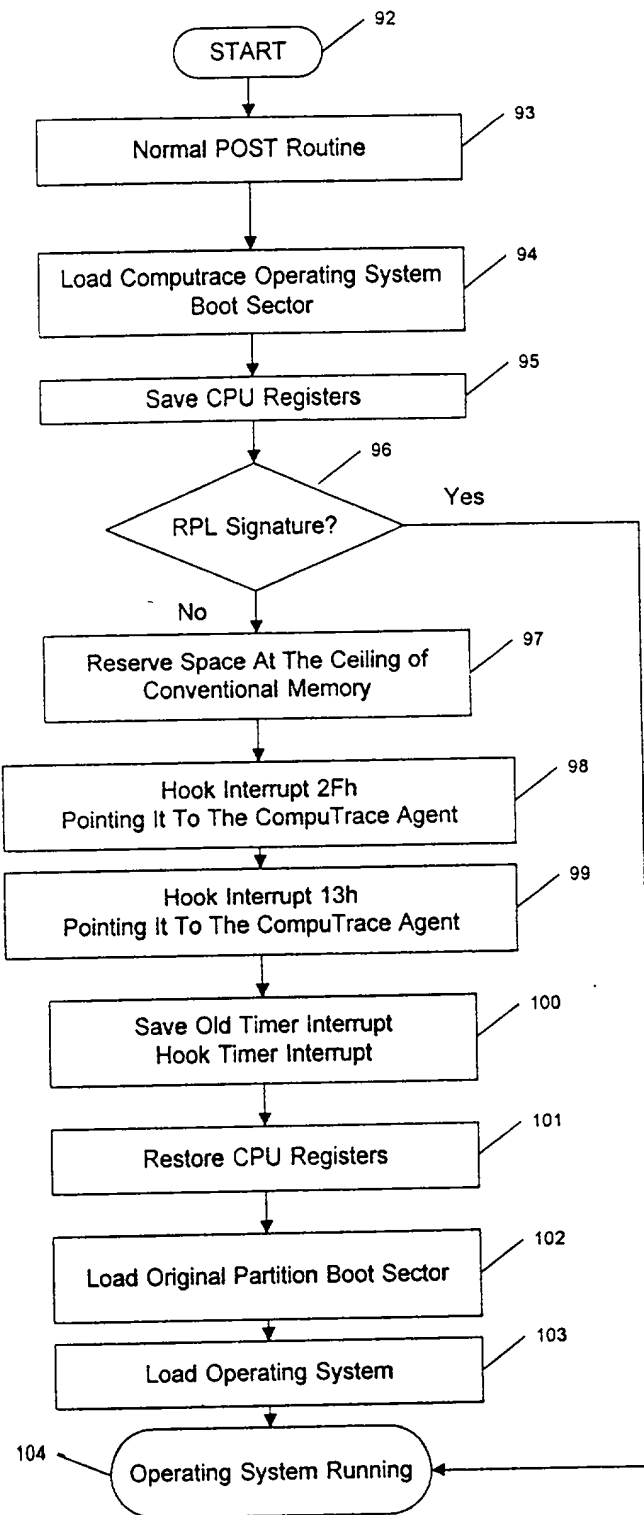 92
START
93
Normal POST Routine
94
Load Computrace Operating System
Boot Sector
95
Save CPU Registers
96
Yes
RPL Signature?
No
97
Reserve Space At The Ceiling of
Conventional Memory
98
Hook Interrupt 2Fh
Pointing It To The CompuTrace Agent
99
Hook Interrupt 13h
Pointing It To The CompuTrace Agent
100
Save Old Timer Interrupt
Hook Timer Interrupt
101
Restore CPU Registers
102
Load Original Partition Boot Sector
103
Load Operating System
104
Operating System Running